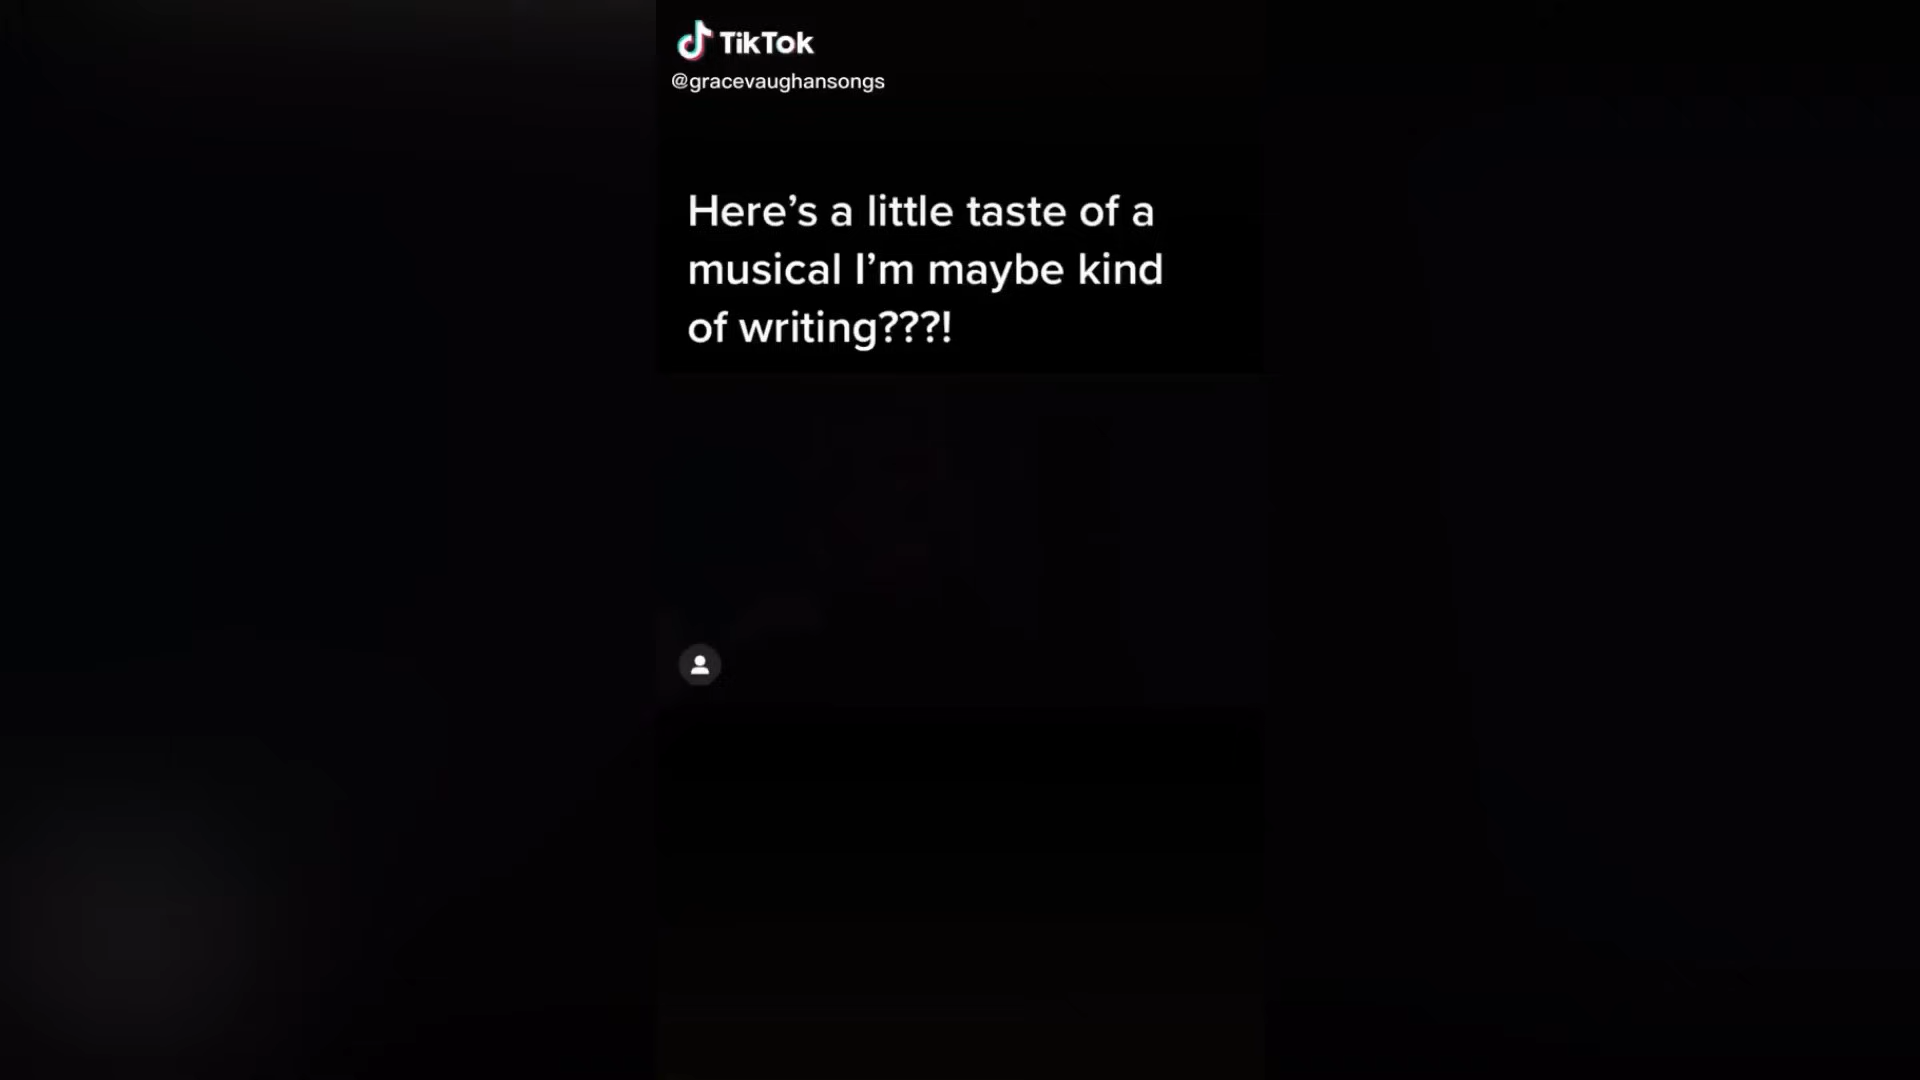 TikTok
@gracevaughansongs
Here’s a little taste of a
musical I’m maybe kind
of writing???!